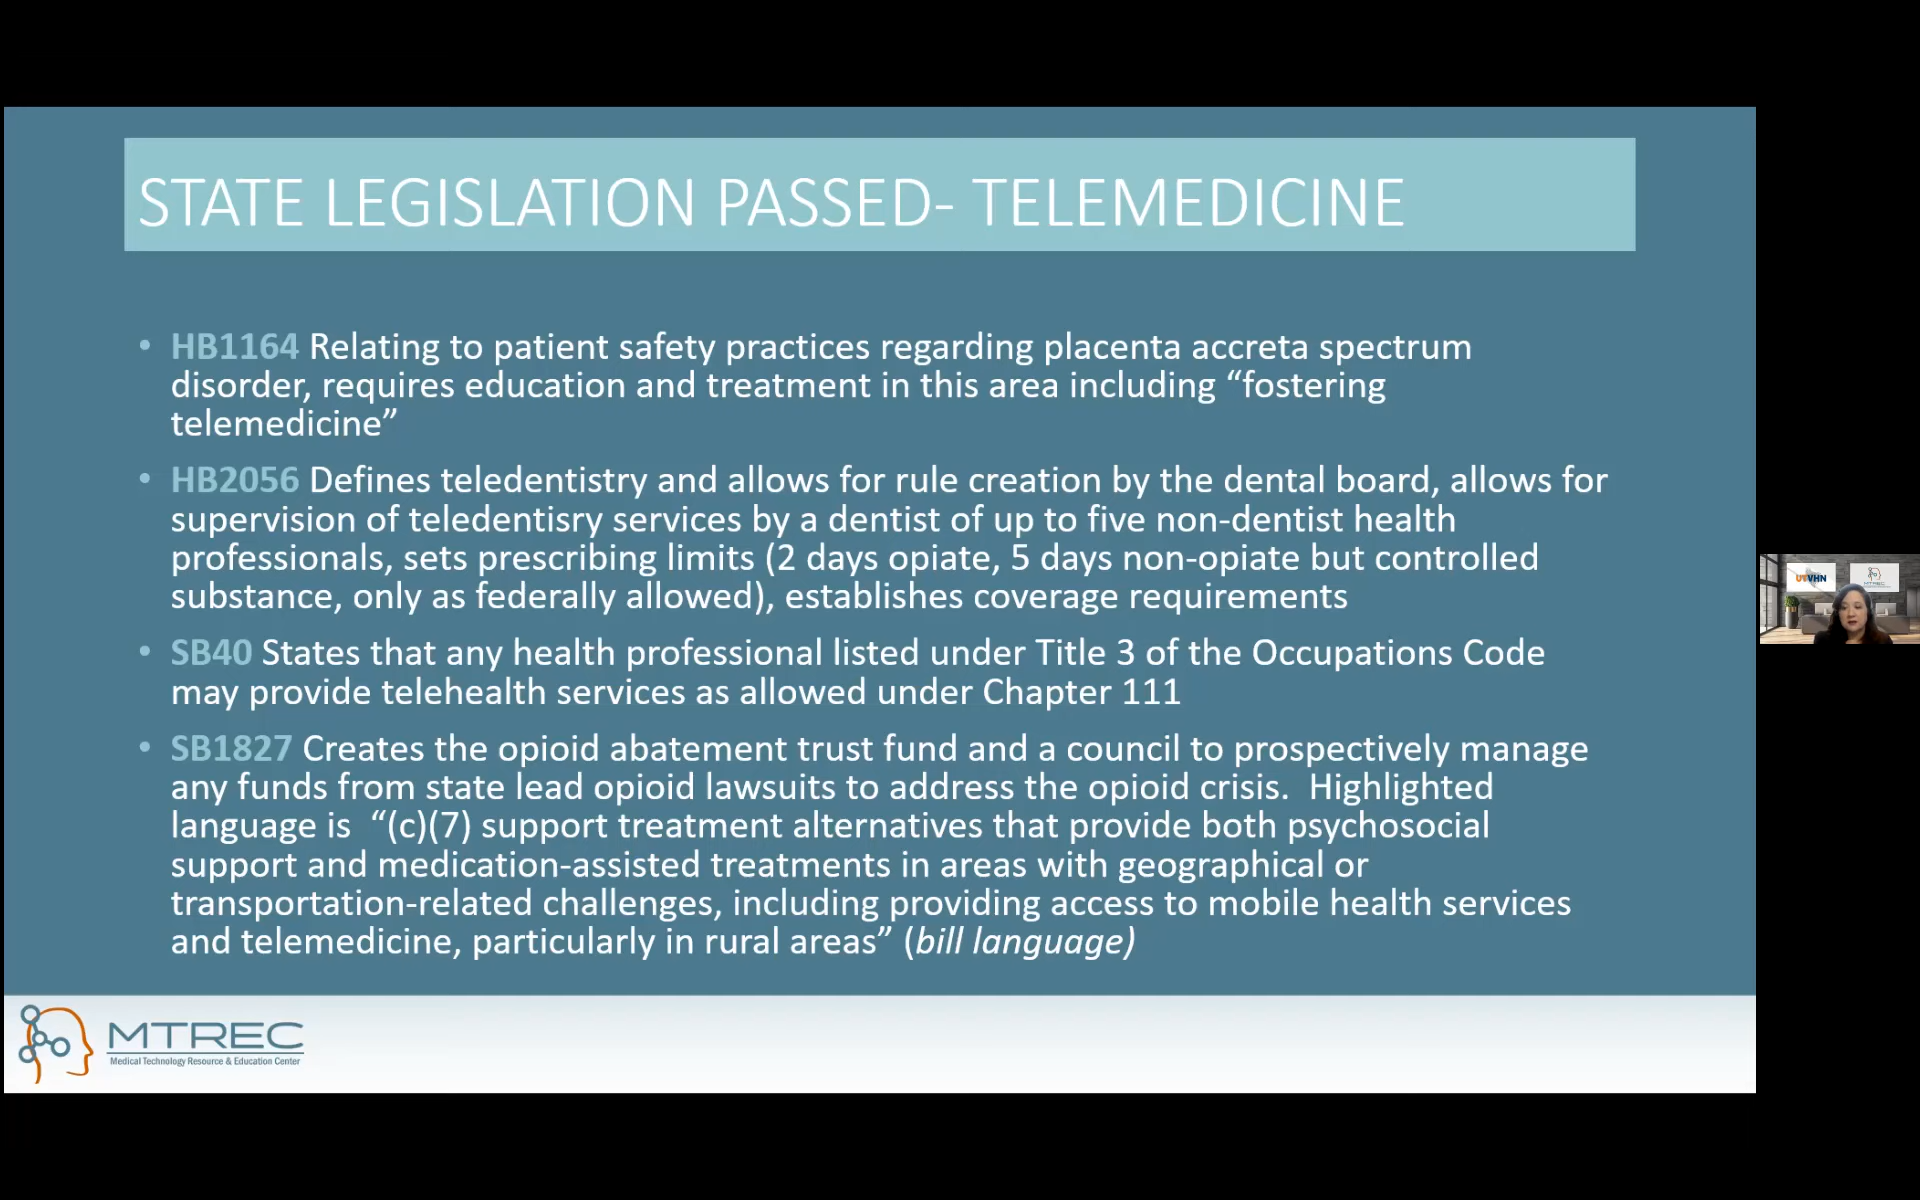 STATE LEGISLATION PASSED- TELEMEDICINE
• HB1164 Relating to patient safety practices regarding placenta accreta spectrum
disorder, requires education and treatment in this area including “fostering
telemedicine”
• HB2056 Defines teledentistry and allows for rule creation by the dental board, allows for
supervision of teledentisry services by a dentist of up to five non-dentist health
professionals, sets prescribing limits (2 days opiate, 5 days non-opiate but controlled
substance, only as federally allowed), establishes coverage requirements
• SB40 States that any health professional listed under Title 3 of the Occupations Code
may provide telehealth services as allowed under Chapter 111
• SB1827 Creates the opioid abatement trust fund and a council to prospectively manage
any funds from state lead opioid lawsuits to address the opioid crisis.  Highlighted
language is  “(c)(7) support treatment alternatives that provide both psychosocial
support and medication-assisted treatments in areas with geographical or
transportation-related challenges, including providing access to mobile health services
and telemedicine, particularly in rural areas” (bill language)
MTREC
Medical Technology Resource & Education Center
MTREC